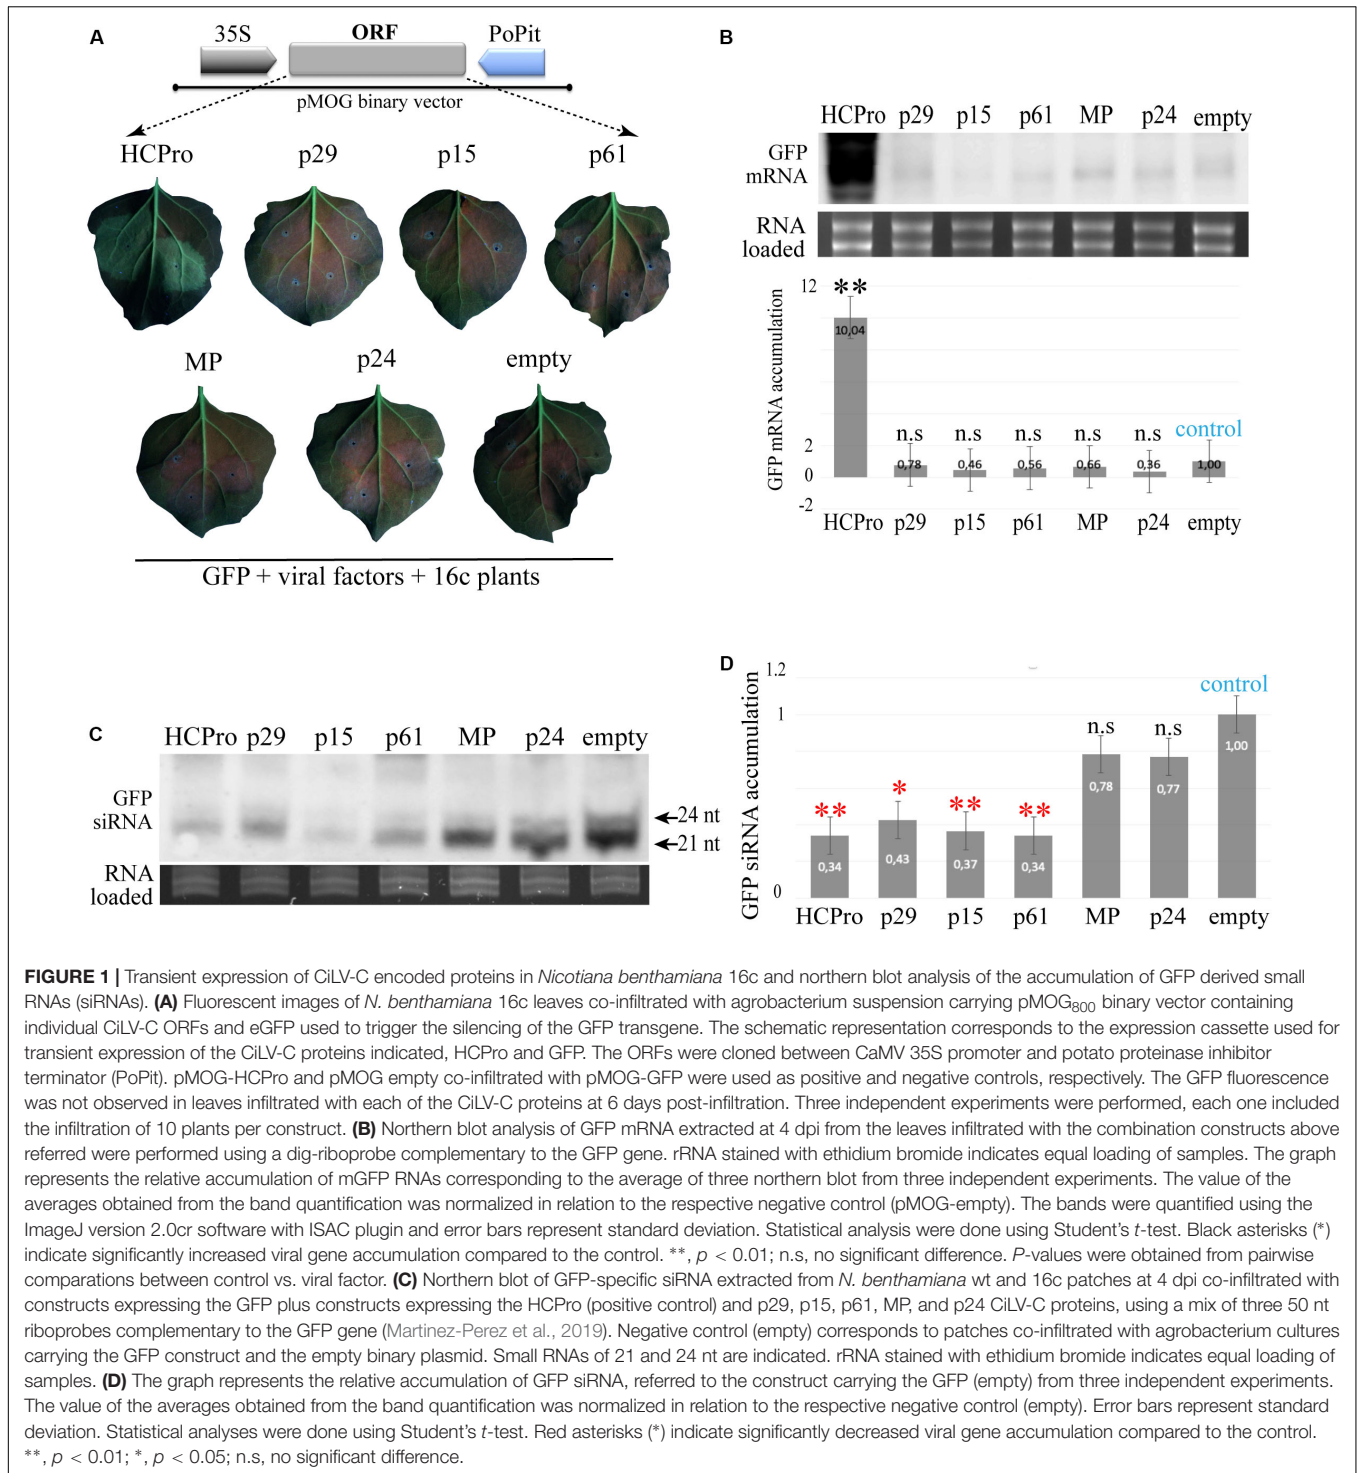 A
35S
ORF
PoPit
pMOG binary vector
HCPro
p29
p15
p61
MP
p24
empty
GFP + viral factors + 16c plants
B
HCPro p29 p15 p61 MP p24 empty
GFP
mRNA
RNA
loaded
GFP mRNA accumulation
12
2
0
-2
**
n.s n.s n.s n.s n.s control
10,04 0,78 0,46 0,56 0,66 0,36 1,00
HCPro p29 p15 p61 MP p24 empty
C
HCPro p29 p15 p61 MP p24 empty
GFP
siRNA
24 nt
21 nt
RNA
loaded
D
GFP siRNA accumulation
1.2
1
0
** * ** ** n.s n.s control
0,34 0,43 0,37 0,34 0,78 0,77 1,00
HCPro p29 p15 p61 MP p24 empty
FIGURE 1 | Transient expression of CiLV-C encoded proteins in Nicotiana benthamiana 16c and northern blot analysis of the accumulation of GFP derived small
RNAs (siRNAs). (A) Fluorescent images of N. benthamiana 16c leaves co-infiltrated with agrobacterium suspension carrying pMOG800 binary vector containing
individual CiLV-C ORFs and eGFP used to trigger the silencing of the GFP transgene. The schematic representation corresponds to the expression cassette used for
transient expression of the CiLV-C proteins indicated, HCPro and GFP. The ORFs were cloned between CaMV 35S promoter and potato proteinase inhibitor
terminator (PoPit). pMOG-HCPro and pMOG empty co-infiltrated with pMOG-GFP were used as positive and negative controls, respectively. The GFP fluorescence
was not observed in leaves infiltrated with each of the CiLV-C proteins at 6 days post-infiltration. Three independent experiments were performed, each one included
the infiltration of 10 plants per construct. (B) Northern blot analysis of GFP mRNA extracted at 4 dpi from the leaves infiltrated with the combination constructs above
referred were performed using a dig-riboprobe complementary to the GFP gene. rRNA stained with ethidium bromide indicates equal loading of samples. The graph
represents the relative accumulation of mGFP RNAs corresponding to the average of three northern blot from three independent experiments. The value of the
averages obtained from the band quantification was normalized in relation to the respective negative control (pMOG-empty). The bands were quantified using the
ImageJ version 2.0cr software with ISAC plugin and error bars represent standard deviation. Statistical analysis were done using Student's t-test. Black asterisks (*)
indicate significantly increased viral gene accumulation compared to the control. **, p < 0.01; n.s, no significant difference. P-values were obtained from pairwise
comparations between control vs. viral factor. (C) Northern blot of GFP-specific siRNA extracted from N. benthamiana wt and 16c patches at 4 dpi co-infiltrated with
constructs expressing the GFP plus constructs expressing the HCPro (positive control) and p29, p15, p61, MP, and p24 CiLV-C proteins, using a mix of three 50 nt
riboprobes complementary to the GFP gene (Martinez-Perez et al., 2019). Negative control (empty) corresponds to patches co-infiltrated with agrobacterium cultures
carrying the GFP construct and the empty binary plasmid. Small RNAs of 21 and 24 nt are indicated. rRNA stained with ethidium bromide indicates equal loading of
samples. (D) The graph represents the relative accumulation of GFP siRNA, referred to the construct carrying the GFP (empty) from three independent experiments.
The value of the averages obtained from the band quantification was normalized in relation to the respective negative control (empty). Error bars represent standard
deviation. Statistical analyses were done using Student's t-test. Red asterisks (*) indicate significantly decreased viral gene accumulation compared to the control.
**, p < 0.01; *, p < 0.05; n.s, no significant difference.